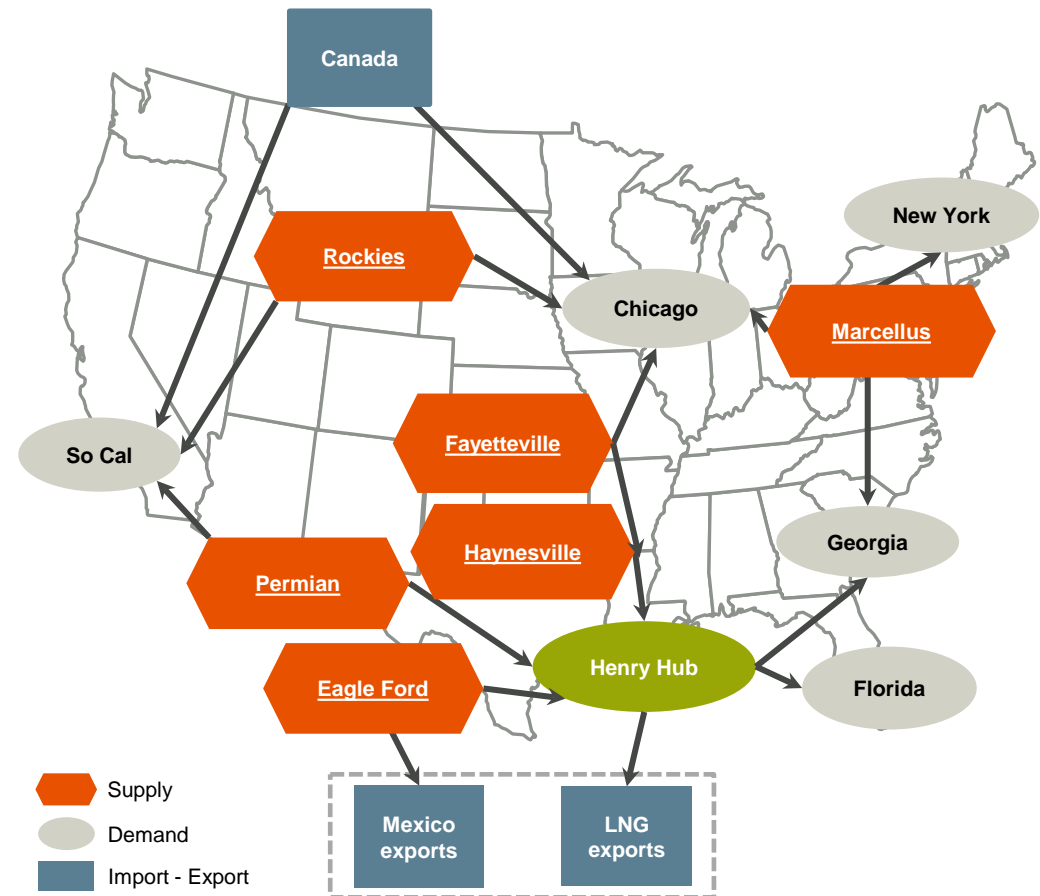 Canada
New York
Rockies
Chicago
Marcellus
Fayetteville
So Cal
Georgia
Haynesville
Permian
Henry Hub
Eagle Ford
Florida
Supply
Demand
Import - Export
Mexico
exports
LNG
exports